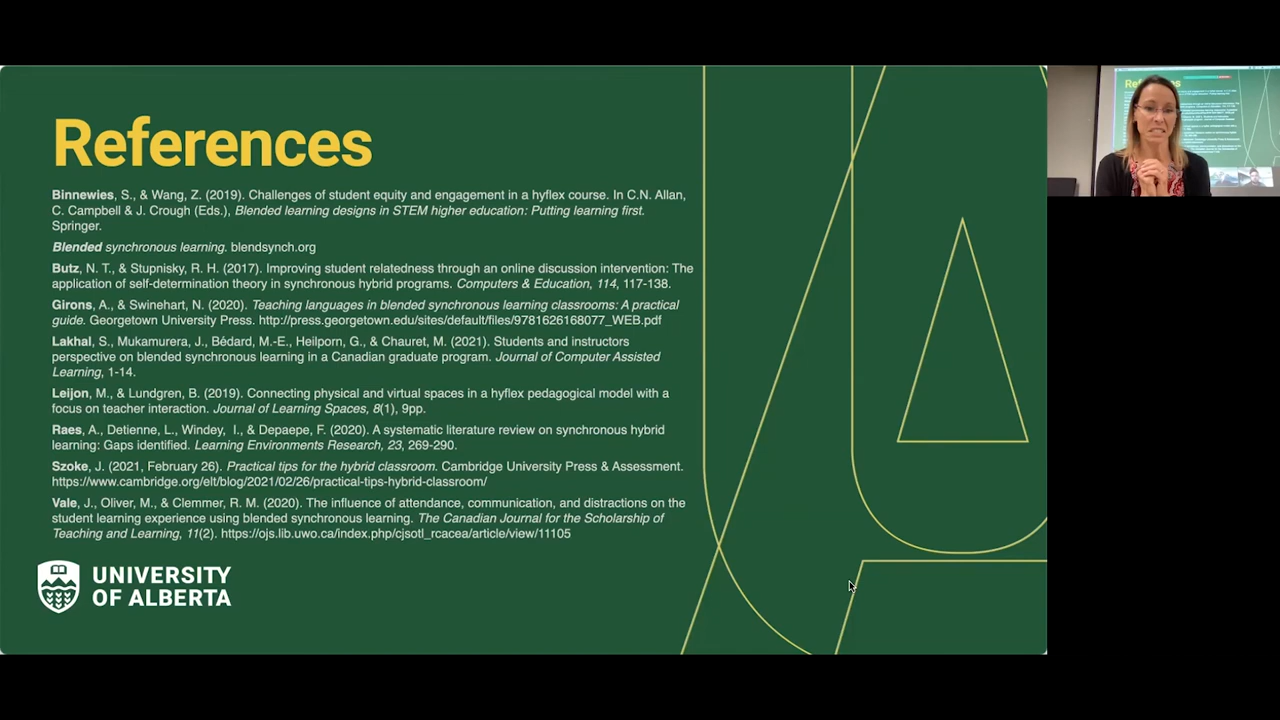 References
Binnewies, S., & Wang, Z. (2019). Challenges of student equity and engagement in a hyflex course. In C.N. Allan,
C. Campbell & J. Crough (Eds.), Blended learning designs in STEM higher education: Putting learning first.
Springer.
Blended synchronous learning. blendsynch.org
Butz, N. T., & Stupnisky, R. H. (2017). Improving student relatedness through an online discussion intervention: The
application of self-determination theory in synchronous hybrid programs. Computers & Education, 114, 117-138.
Girons, A., & Swinehart, N. (2020). Teaching languages in blended synchronous learning classrooms: A practical
guide. Georgetown University Press. http://press.georgetown.edu/sites/default/files/9781626168077_WEB.pdf
Lakhal, S., Mukamurera, J., Bédard, M.-E., Heilporn, G., & Chauret, M. (2021). Students and instructors
perspective on blended synchronous learning in a Canadian graduate program. Journal of Computer Assisted
Learning, 1-14.
Leijon, M., & Lundgren, B. (2019). Connecting physical and virtual spaces in a hyflex pedagogical model with a
focus on teacher interaction. Journal of Learning Spaces, 8(1), 9pp.
Raes, A., Detienne, L., Windey, I., & Depaepe, F. (2020). A systematic literature review on synchronous hybrid
learning: Gaps identified. Learning Environments Research, 23, 269-290.
Szoke, J. (2021, February 26). Practical tips for the hybrid classroom. Cambridge University Press & Assessment.
https://www.cambridge.org/elt/blog/2021/02/26/practical-tips-hybrid-classroom/
Vale, J., Oliver, M., & Clemmer, R. M. (2020). The influence of attendance, communication, and distractions on the
student learning experience using blended synchronous learning. The Canadian Journal for the Scholarship of
Teaching and Learning, 11(2). https://ojs.lib.uwo.ca/index.php/cjsotl_rcacea/article/view/11105
UNIVERSITY
OF ALBERTA